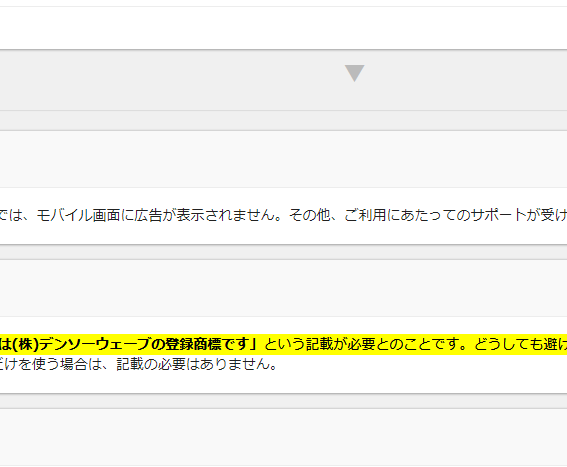 では、モバイル画面に広告が表示されません。その他、ご利用にあたってのサポートが受け
は(株)デンソーウェーブの登録商標です」という記載が必要とのことです。どうしても避け
だけを使う場合は、記載の必要はありません。